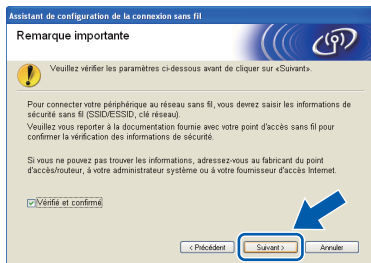 Assistant de configuration de la connexion sans fil
Remarque importante
Veuillez vérifier les paramètres ci-dessous avant de cliquer sur «Suivant».
Pour connecter votre périphérique au réseau sans fil, vous devrez saisir les informations de
sécurité sans fil (SSID/ESSID, clé réseau).
Veuillez vous reporter à la documentation fournie avec votre point d'accès sans fil pour
confirmer la vérification des informations de sécurité.
Si vous ne pouvez pas trouver les informations, adressez-vous au fabricant du point
d'accès/routeur, à votre administrateur système ou à votre fournisseur d'accès Internet.
Vérifié et confirmé
< Précédent
Suivant >
Annuler